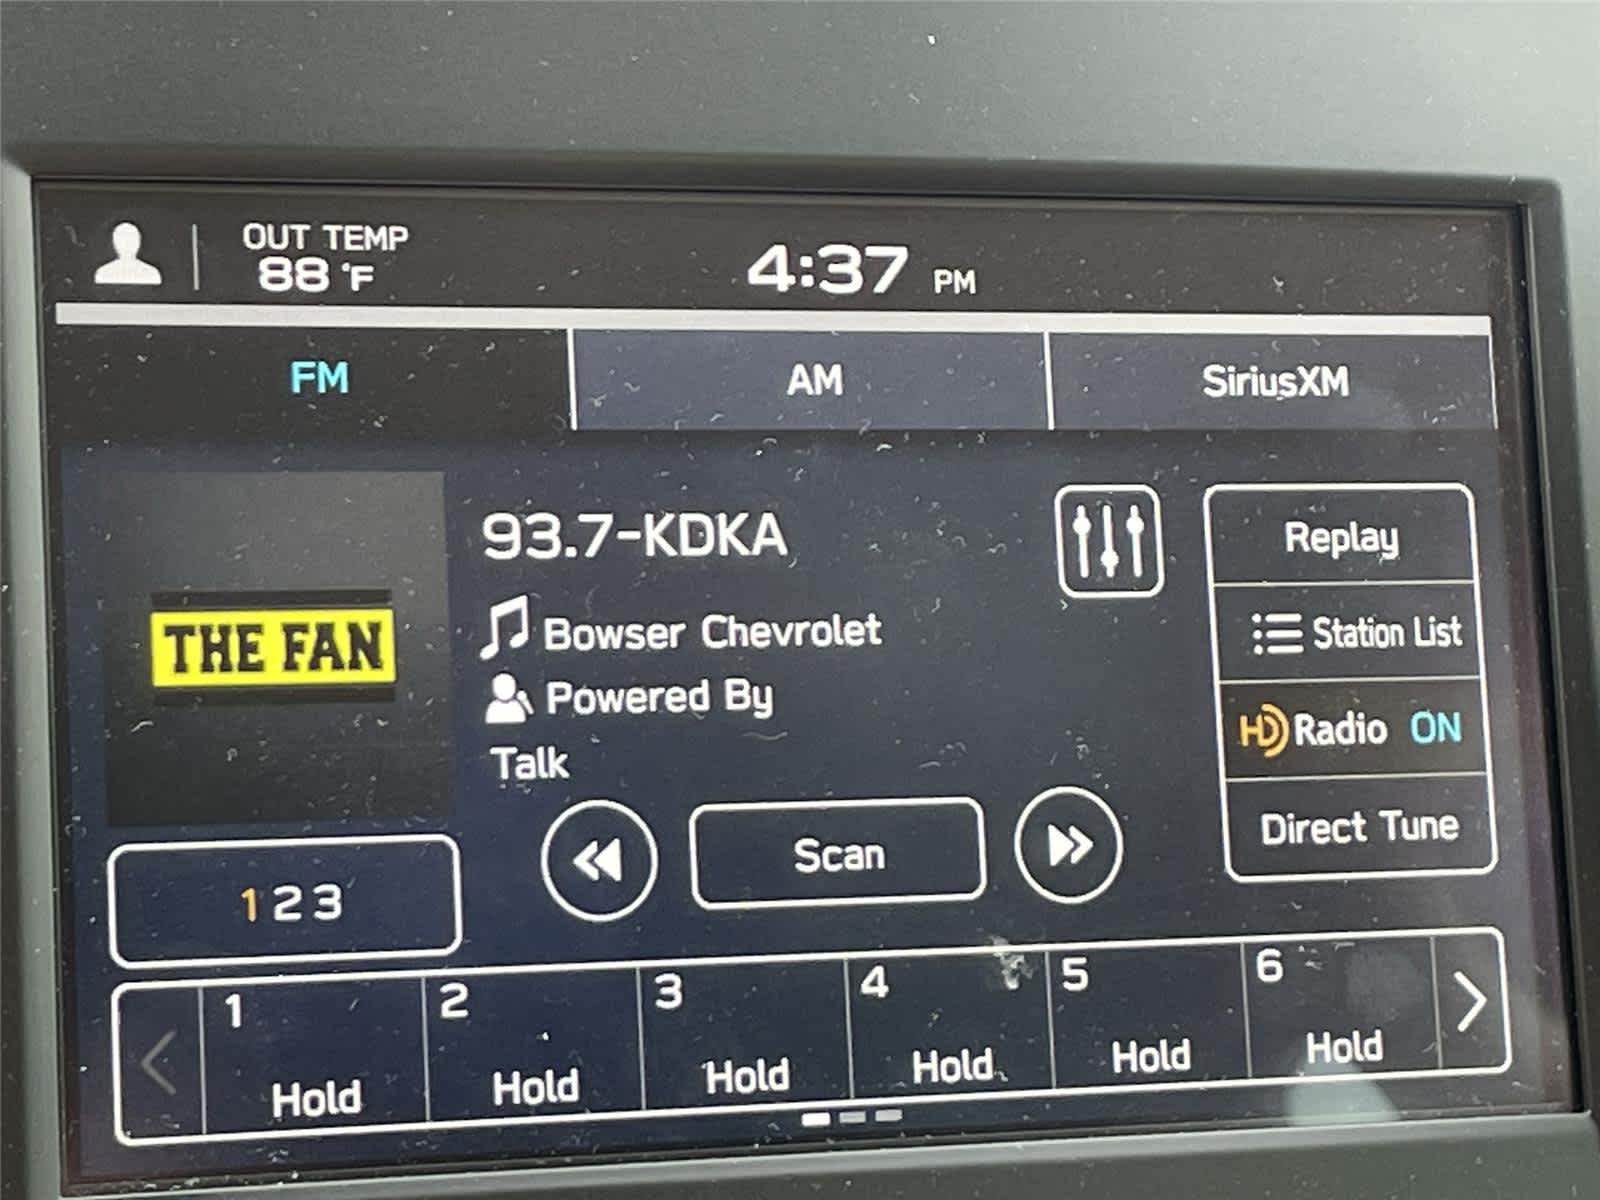 OUT TEMP
88 °F
4:37 PM
FM
AM
SiriusXM
THE FAN
93.7-KDKA
Bowser Chevrolet
Powered By
Talk
Replay
Station List
HD Radio ON
Direct Tune
1 2 3
Scan
1 Hold
2 Hold
3 Hold
4 Hold
5 Hold
6 Hold